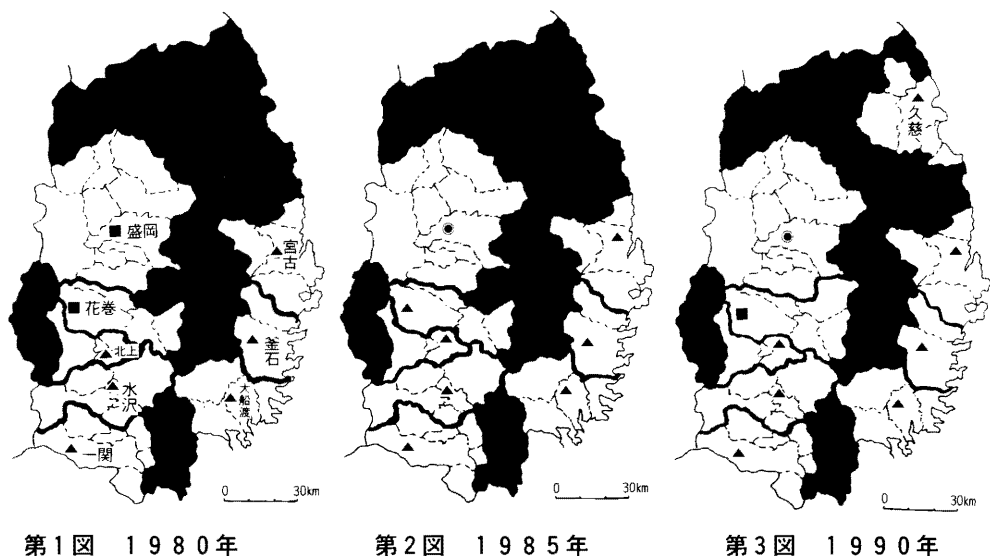 盛岡
宮古
花巻
北上
釜石
水沢
大船渡
一関
0 30km
第1図 1980年
0 30km
第2図 1985年
久慈
0 30km
第3図 1990年